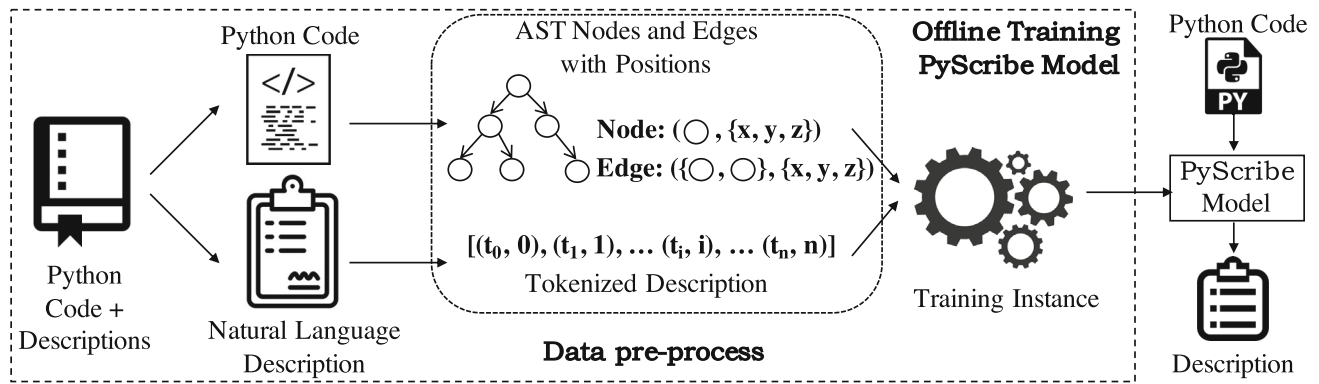 Python Code
</>
AST Nodes and Edges
with Positions
Offline Training
PyScribe Model
Python Code
PY
Node: (○, {x, y, z})
Edge: ({○, ○}, {x, y, z})
PyScribe
Model
[(t₀, 0), (t₁, 1), … (tᵢ, i), … (tₙ, n)]
Tokenized Description
Python
Code +
Descriptions
Natural Language
Description
Training Instance
Data pre-process
Description